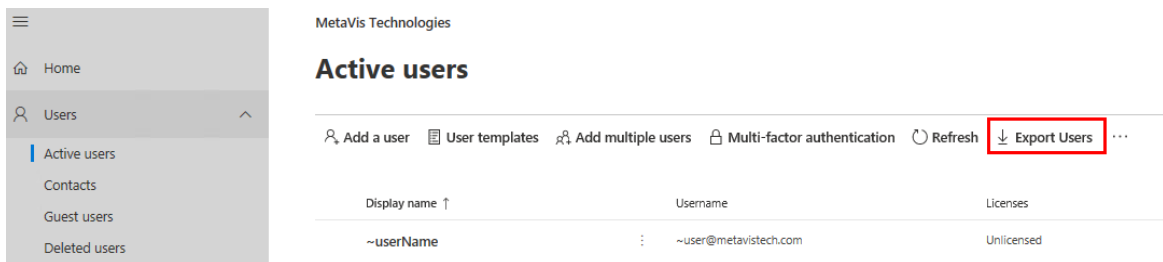 MetaVis Technologies
Home
Active users
Users
Add a user User templates Add multiple users Multi-factor authentication Refresh Export Users ...
Active users
Contacts
Display name ↑ Username Licenses
Guest users
~userName ~user@metavistech.com Unlicensed
Deleted users